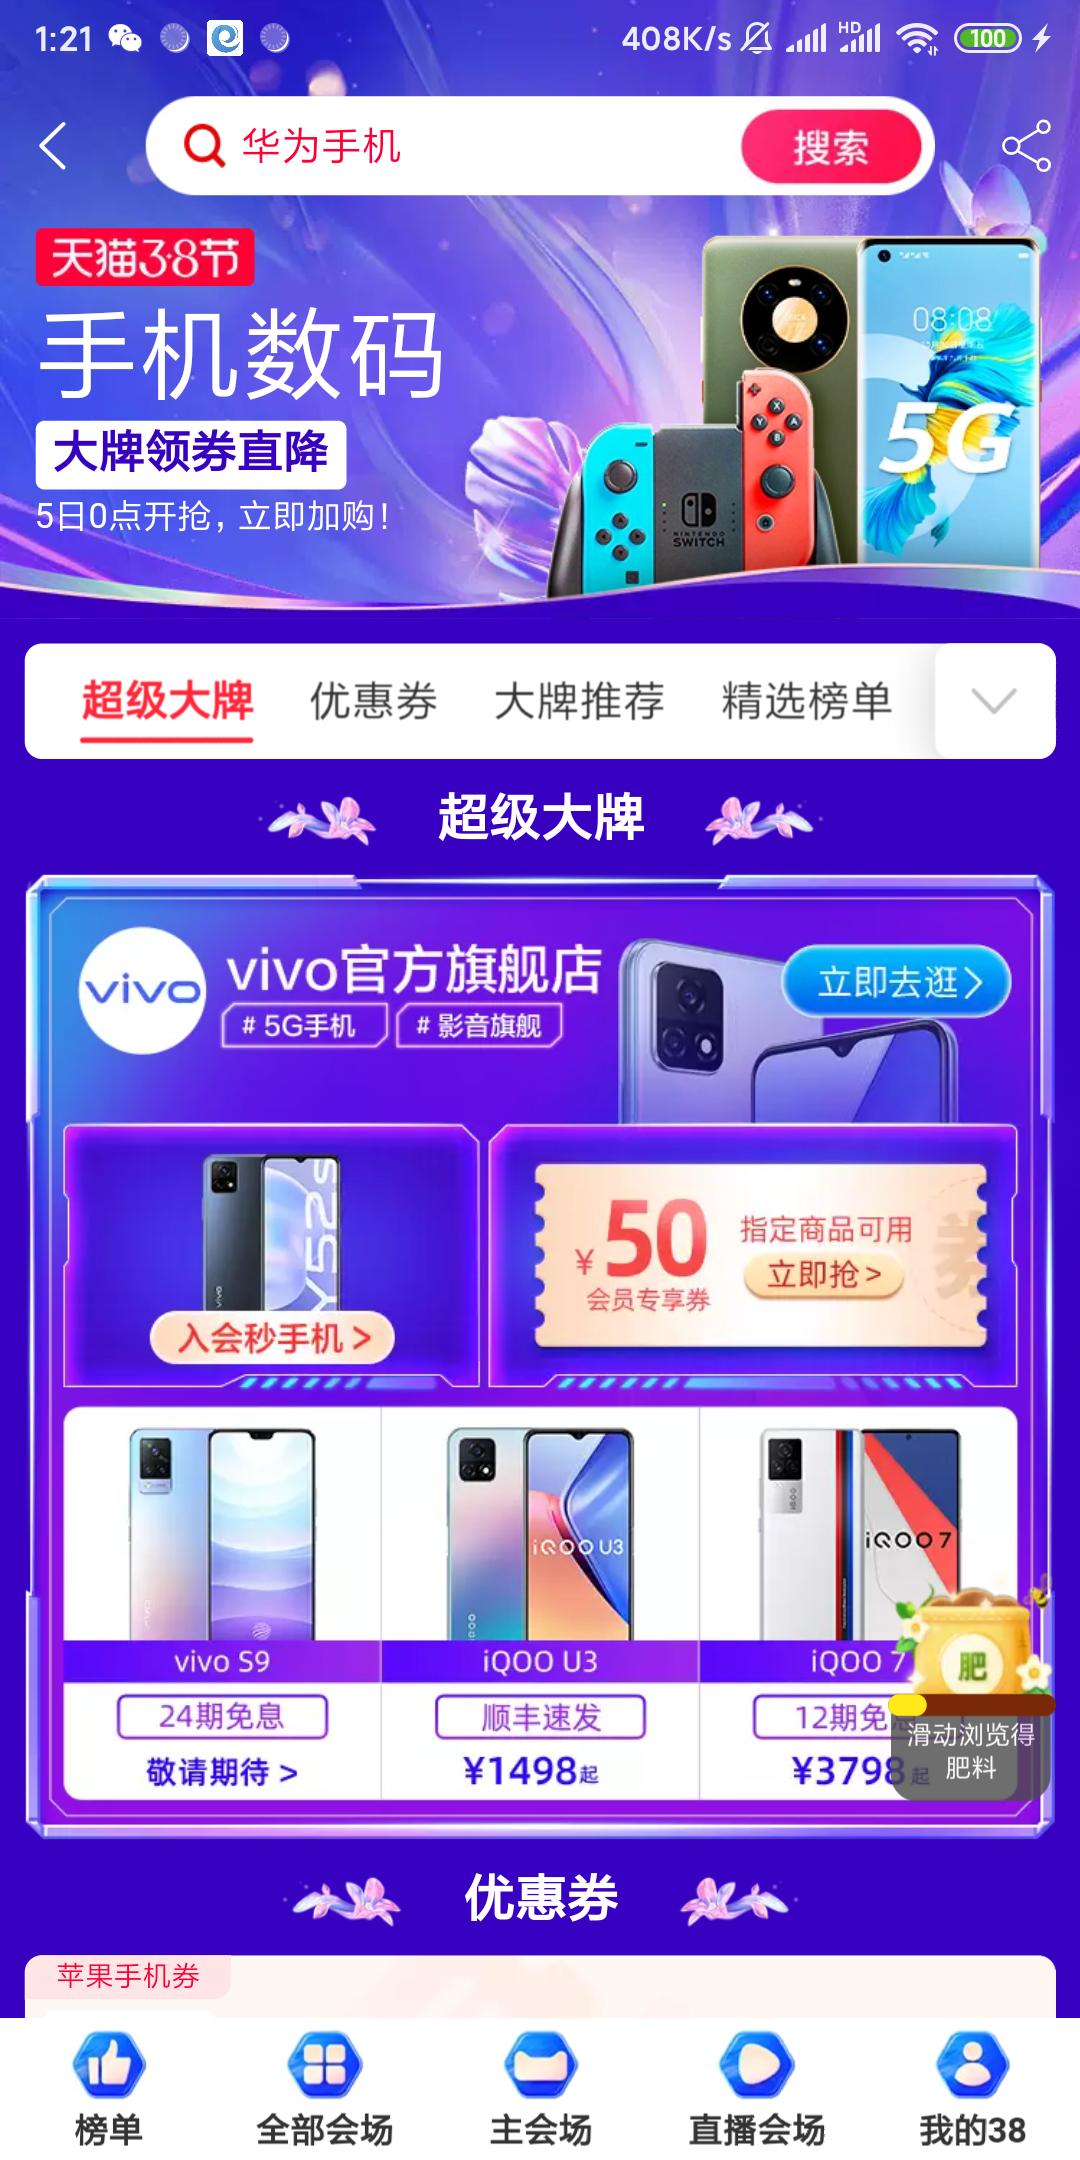 1:21
408K/s
HD
100
华为手机
搜索
天猫3.8节
手机数码
大牌领券直降
5日0点开抢，立即加购！
08:08
5G
NINTENDO
SWITCH
超级大牌
优惠券
大牌推荐
精选榜单
超级大牌
vivo
vivo官方旗舰店
立即去逛
# 5G手机
# 影音旗舰
Y52s
vivo
入会秒手机 >
¥50
会员专享券
指定商品可用
立即抢 >
券
iQOO U3
iQOO 7
vivo S9
iQOO U3
iQOO 7
24期免息
顺丰速发
12期免息
敬请期待 >
¥1498起
¥3798起
肥
滑动浏览得
肥料
优惠券
苹果手机券
榜单
全部会场
主会场
直播会场
我的38